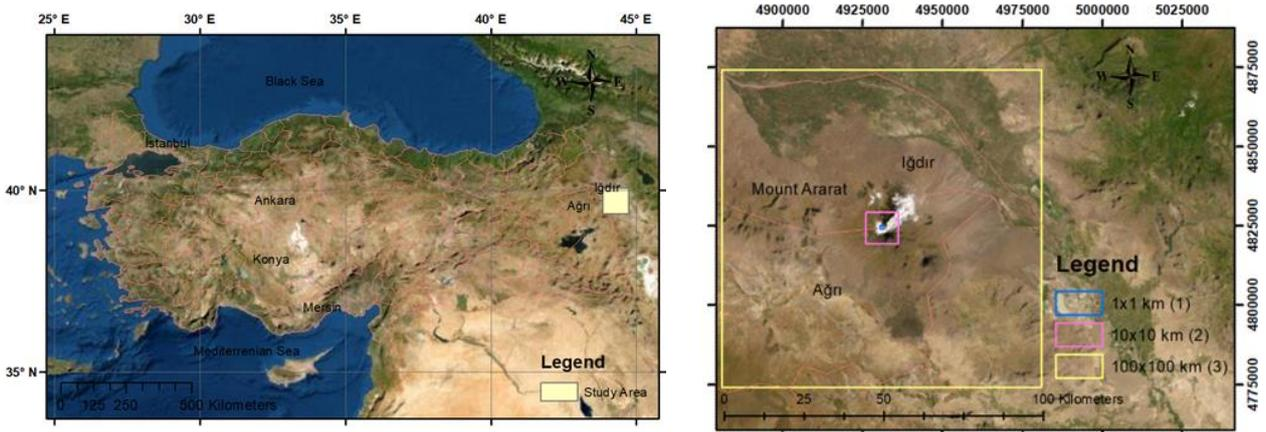 25° E 30° E 35° E 40° E 45° E
40° N
35° N
N
W E
S
Black Sea
İstanbul
Ankara
Iğdır
Ağrı
Konya
Mersin
Mediterrenian Sea
Legend
Study Area
0 125 250 500 Kilometers
4900000 4925000 4950000 4975000 5000000 5025000
N
W E
S
4875000
4850000
4825000
4800000
4775000
Iğdır
Mount Ararat
Ağrı
Legend
1x1 km (1)
10x10 km (2)
100x100 km (3)
0 25 50 100 Kilometers